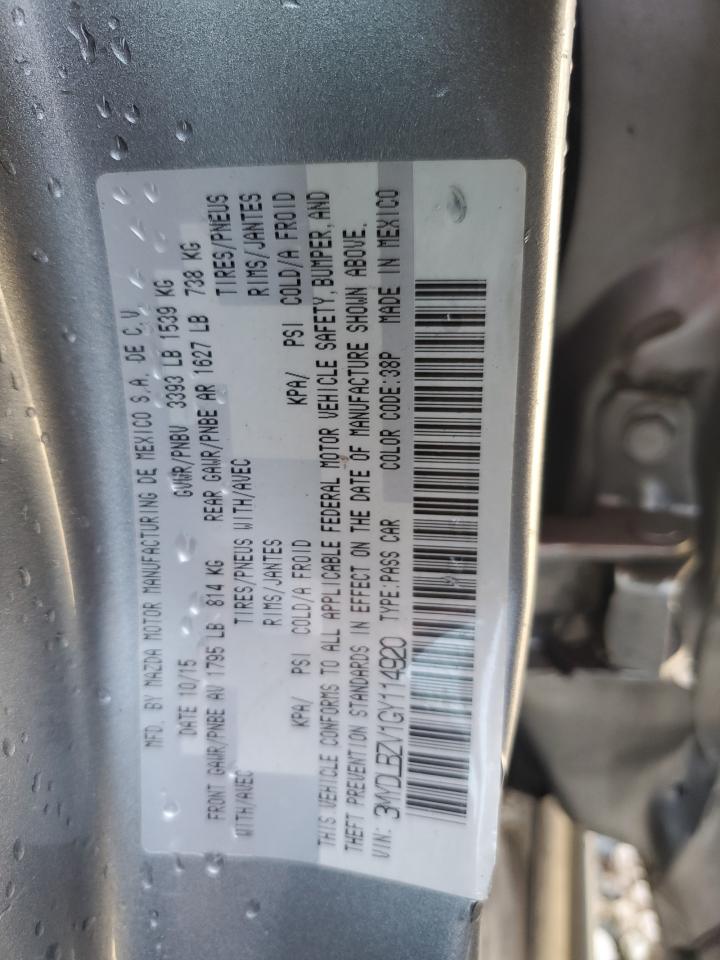 MFD. BY MAZDA MOTOR MANUFACTURING DE MEXICO S.A. DE C.V.
DATE 10/15 GVWR/PNBV 3393 LB 1539 KG
FRONT GAWR/PNBE AV 1795 LB 814 KG REAR GAWR/PNBE AR 1627 LB 738 KG
WITH/AVEC TIRES/PNEUS WITH/AVEC TIRES/PNEUS
RIMS/JANTES RIMS/JANTES
KPA/ PSI COLD/A FROID KPA/ PSI COLD/A FROID
THIS VEHICLE CONFORMS TO ALL APPLICABLE FEDERAL MOTOR VEHICLE SAFETY, BUMPER, AND
THEFT PREVENTION STANDARDS IN EFFECT ON THE DATE OF MANUFACTURE SHOWN ABOVE.
VIN: 3MYDLBZV1GY114920 TYPE:PASS CAR COLOR CODE:38P MADE IN MEXICO